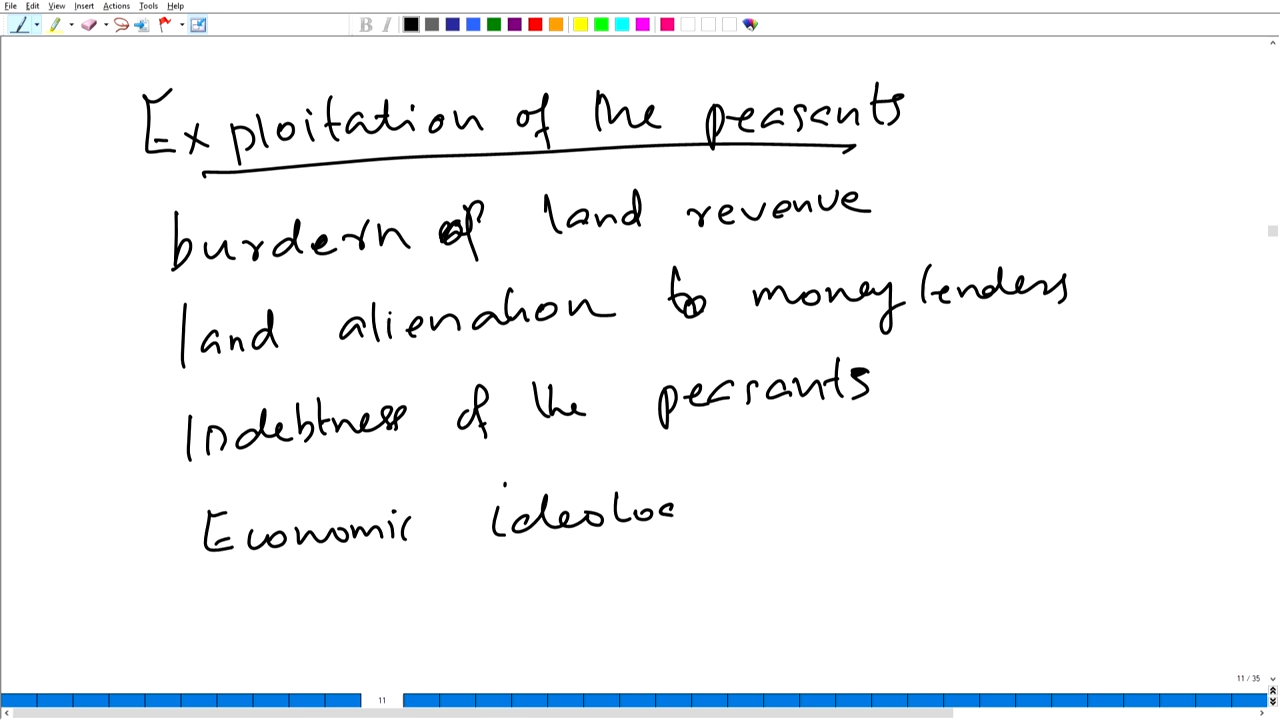 File Edit View Insert Actions Tools Help
B I
Exploitation of the peasants
burdern of land revenue
land alienation to moneylenders
Indebtness of the peasants
Economic ideoloc
11 / 35
11